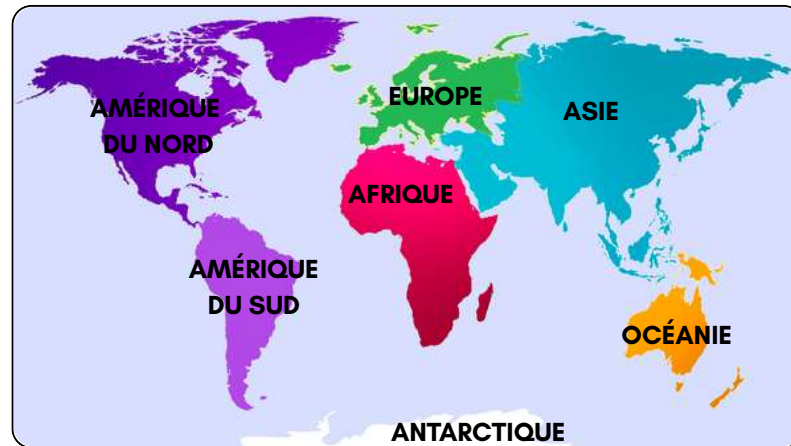 AMÉRIQUE
DU NORD
EUROPE
ASIE
AFRIQUE
AMÉRIQUE
DU SUD
OCÉANIE
ANTARCTIQUE